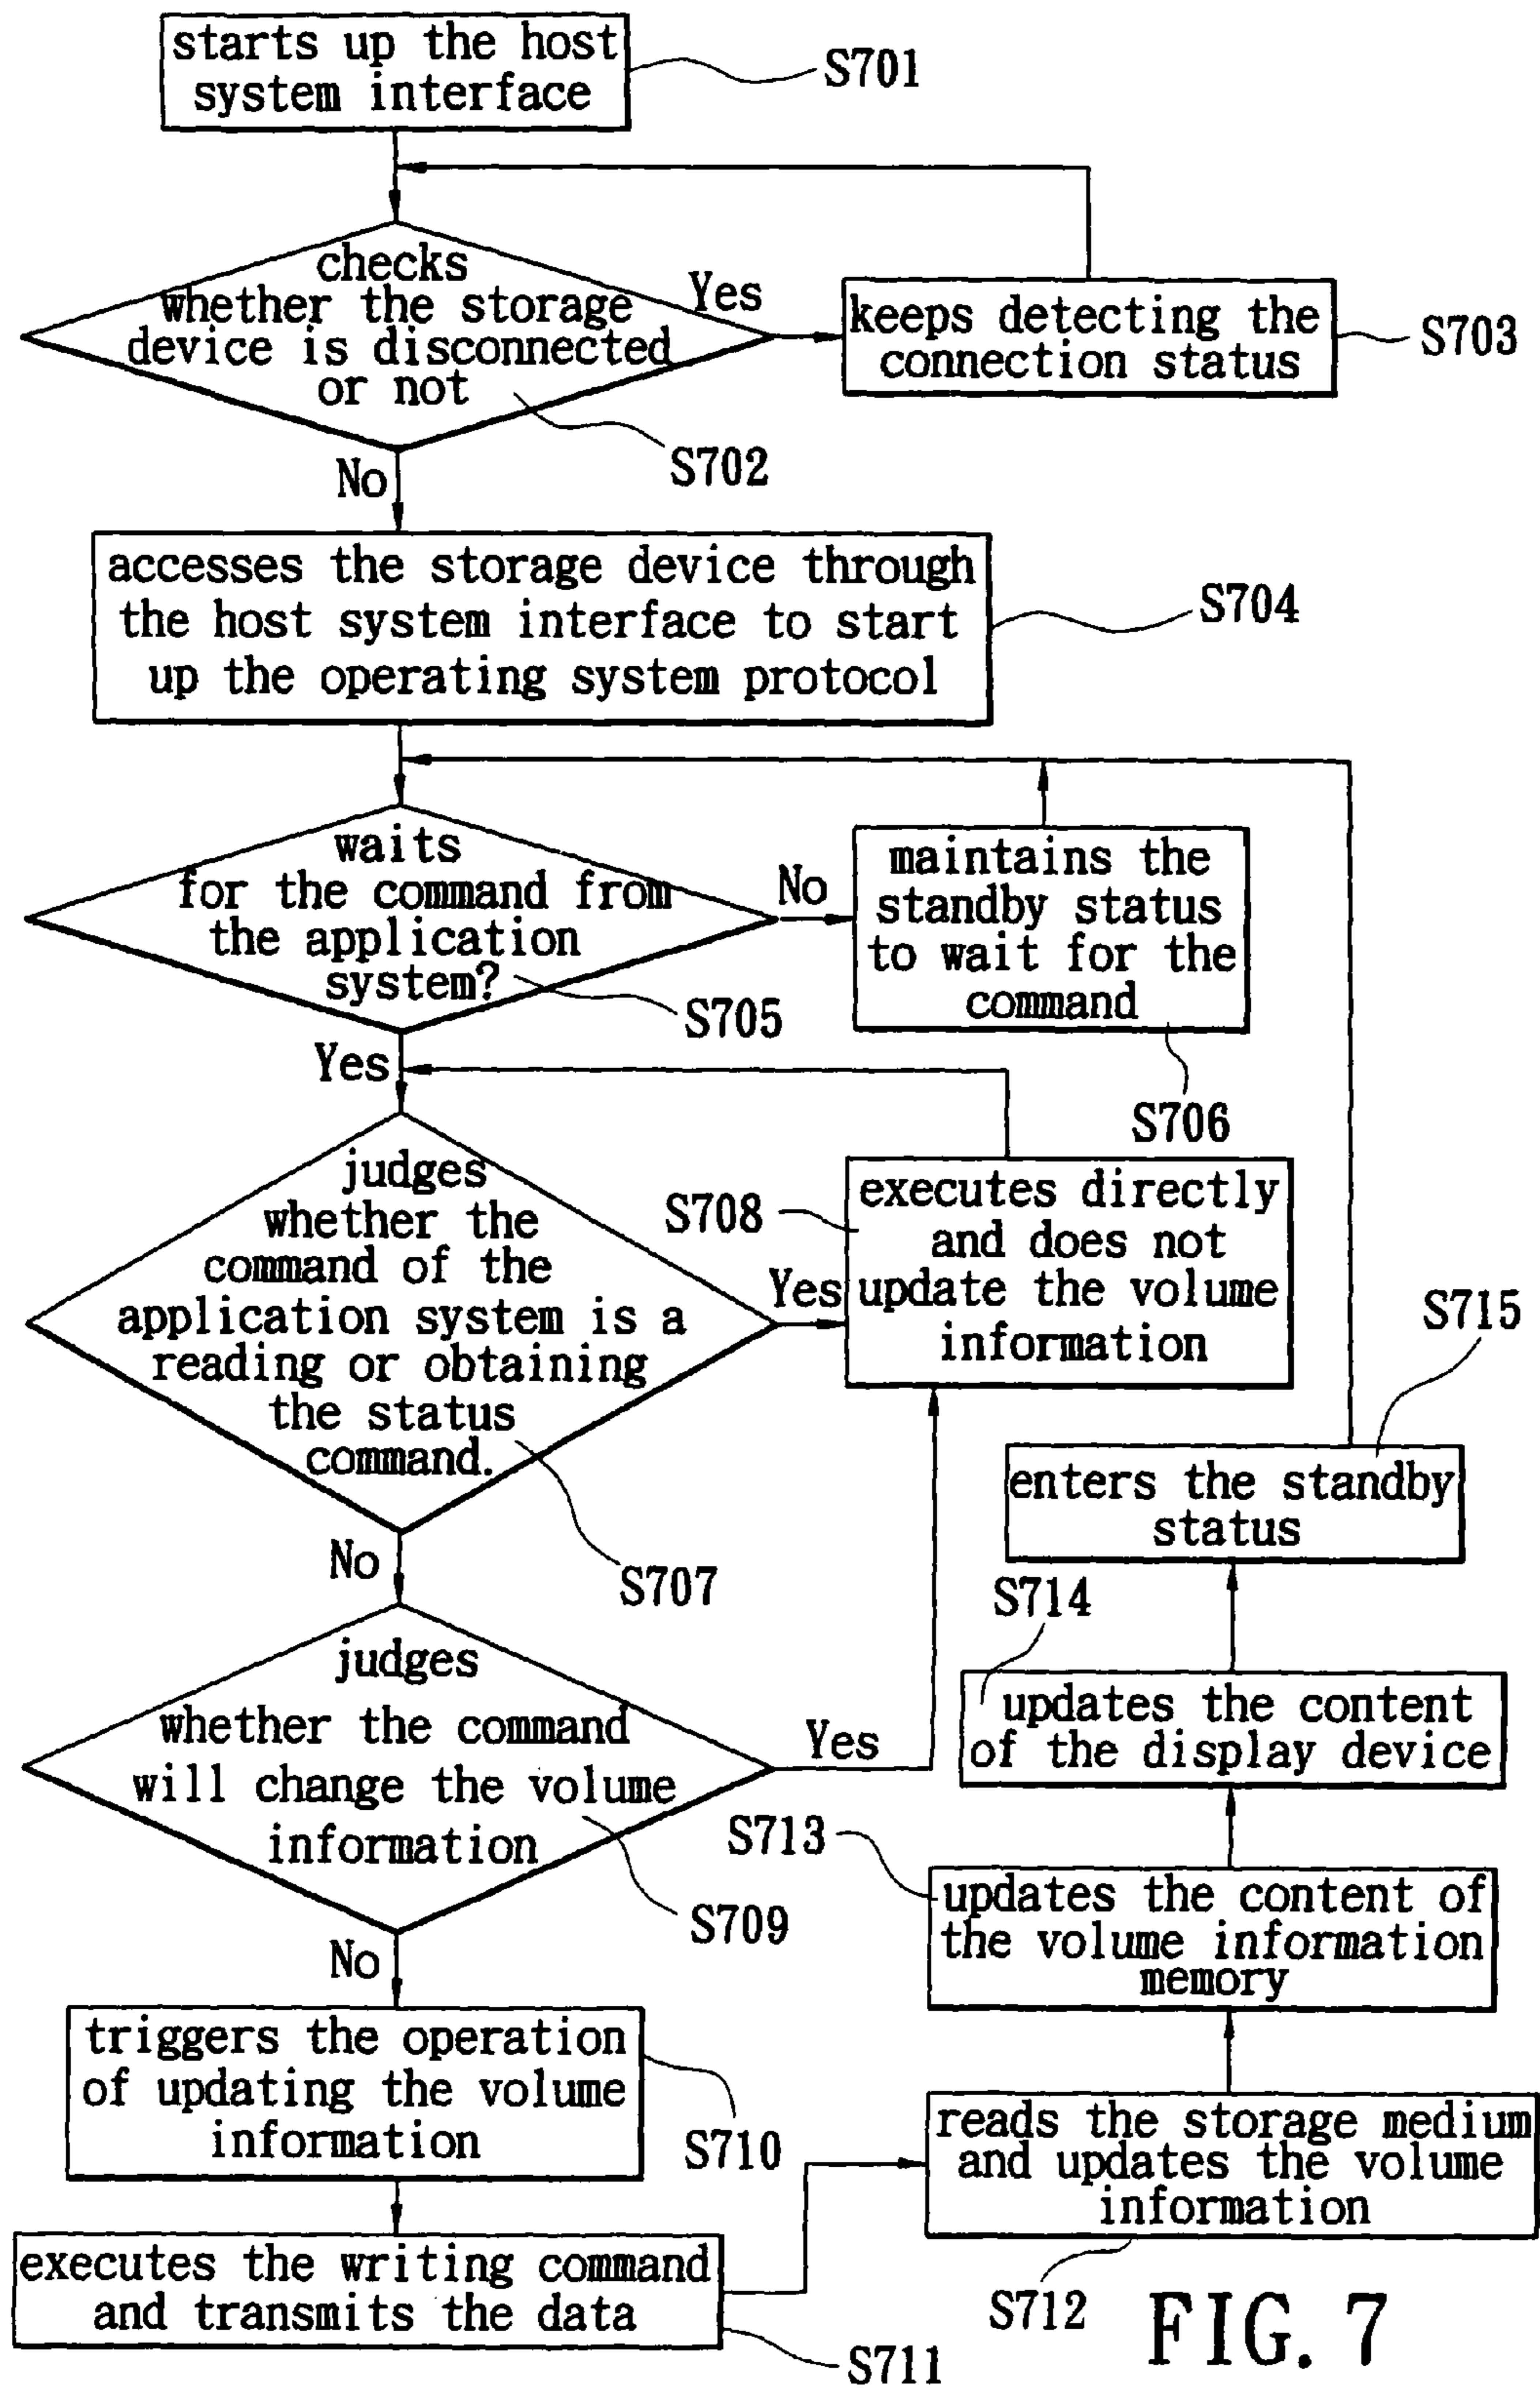 starts up the host
system interface
S701
checks
whether the storage
device is disconnected
or not
Yes
keeps detecting the
connection status
S703
S702
No
accesses the storage device through
the host system interface to start
up the operating system protocol
S704
waits
for the command from
the application
system?
No
maintains the
standby status
to wait for the
command
S705
S706
Yes
judges
whether the
command of the
application system is a
reading or obtaining
the status
command.
Yes
S708
executes directly
and does not
update the volume
information
S707
No
judges
whether the command
will change the volume
information
Yes
S709
No
triggers the operation
of updating the volume
information
S710
executes the writing command
and transmits the data
S711
reads the storage medium
and updates the volume
information
S712
S713
updates the content of
the volume information
memory
S714
updates the content
of the display device
S715
enters the standby
status
FIG. 7